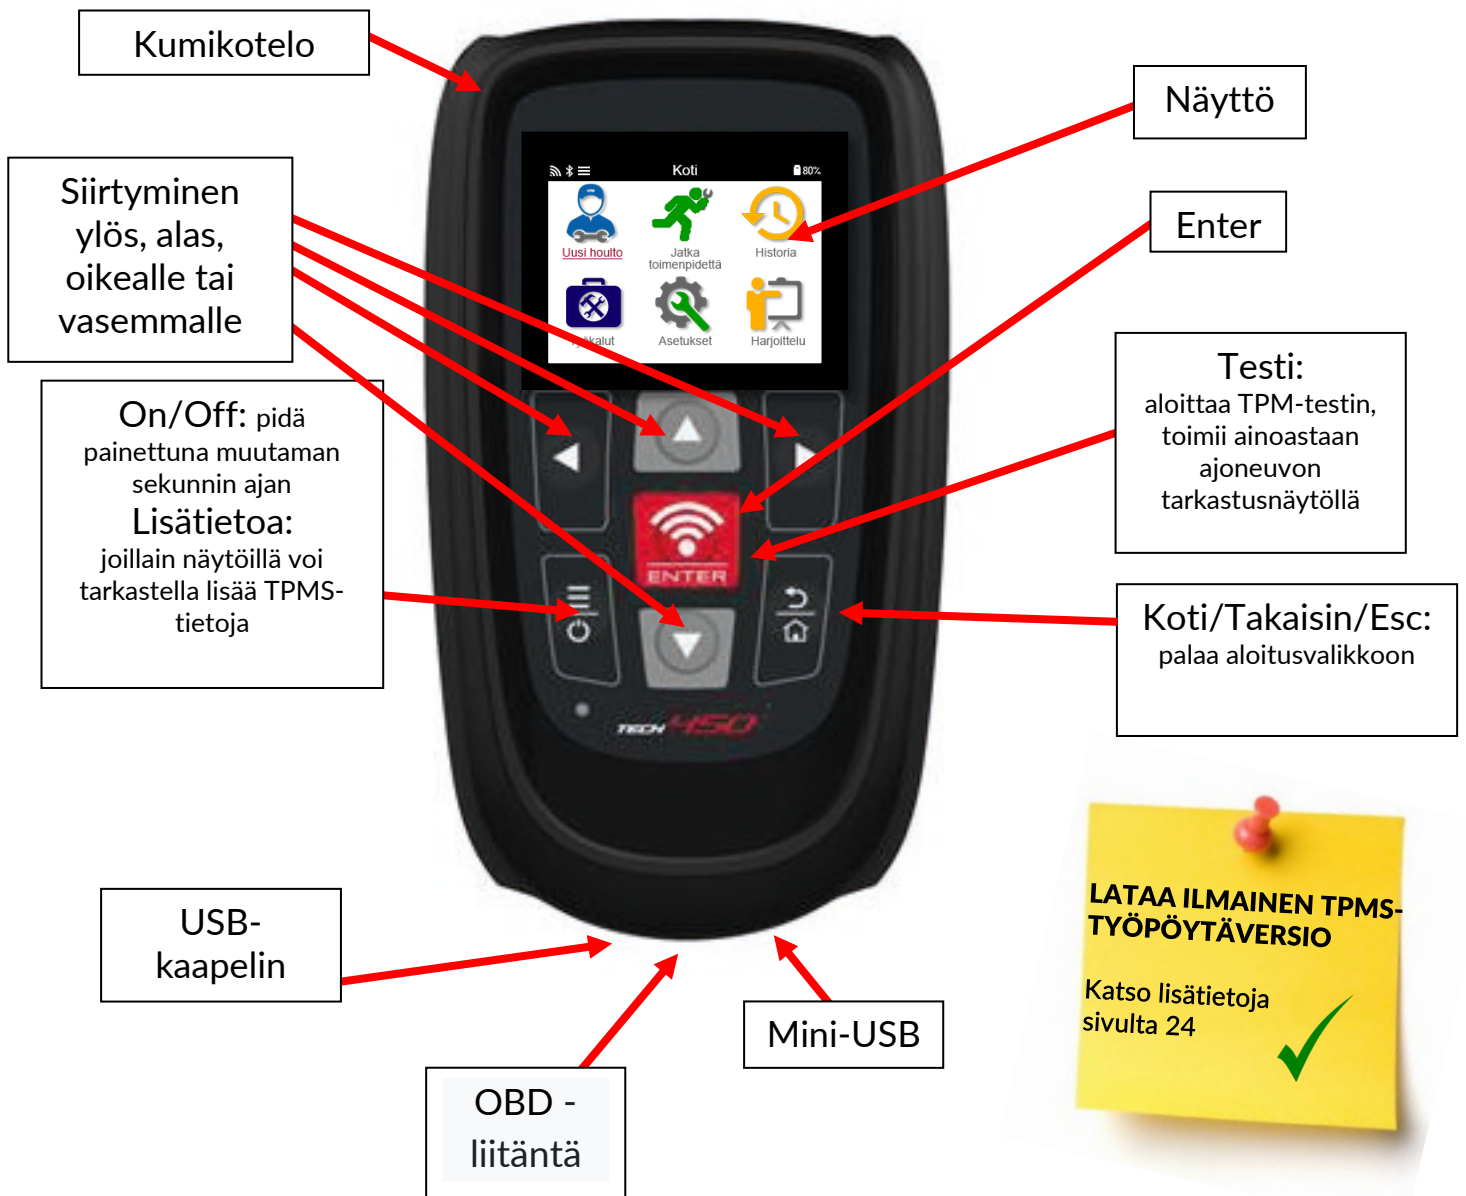 Kumikotelo
Näyttö
Siirtyminen
ylös, alas,
oikealle tai
vasemmalle
Enter
Koti
80%
Uusi houlto
Jatka
toimenpidettä
Historia
Työkalut
Asetukset
Harjoittelu
On/Off: pidä
painettuna muutaman
sekunnin ajan
Lisätietoa:
joillain näytöillä voi
tarkastella lisää TPMS-
tietoja
Testi:
aloittaa TPM-testin,
toimii ainoastaan
ajoneuvon
tarkastusnäytöllä
ENTER
Koti/Takaisin/Esc:
palaa aloitusvalikkoon
TECH 450
USB-
kaapelin
OBD -
liitäntä
Mini-USB
LATAA ILMAINEN TPMS-
TYÖPÖYTÄVERSIO
Katso lisätietoja
sivulta 24